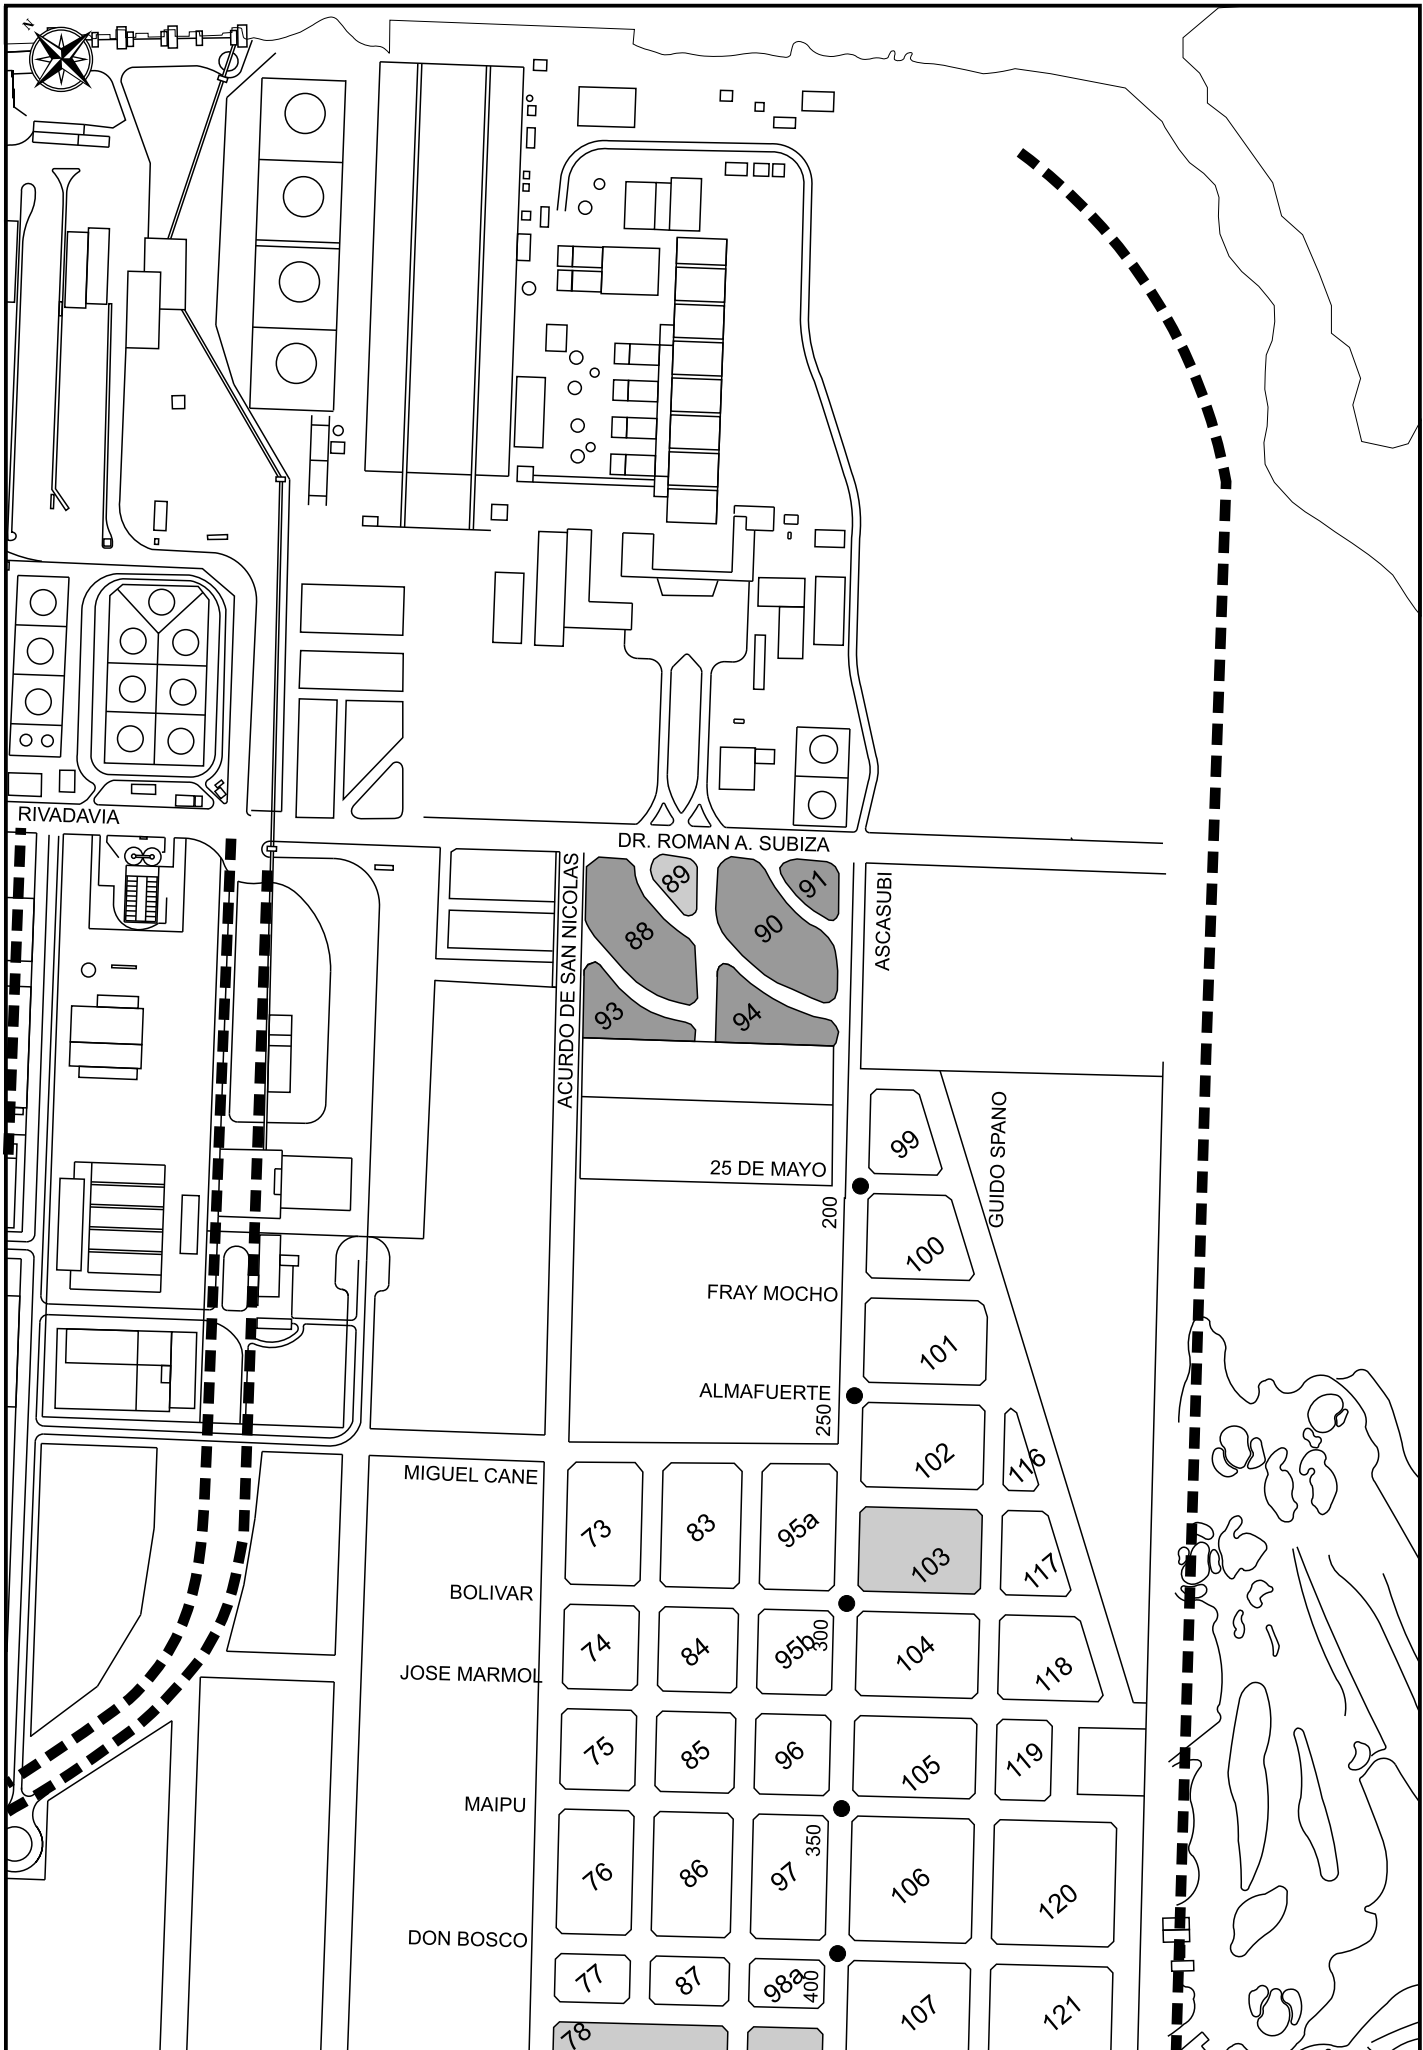 N
RIVADAVIA
DR. ROMAN A. SUBIZA
ACURDO DE SAN NICOLAS
88
89
90
91
93
94
ASCASUBI
GUIDO SPANO
99
25 DE MAYO
200
100
FRAY MOCHO
101
ALMAFUERTE
250
102
116
MIGUEL CANE
73
83
95a
103
117
BOLIVAR
74
84
95b
300
104
118
JOSE MARMOL
75
85
96
105
119
MAIPU
350
76
86
97
106
120
DON BOSCO
77
87
98a
400
107
121
78